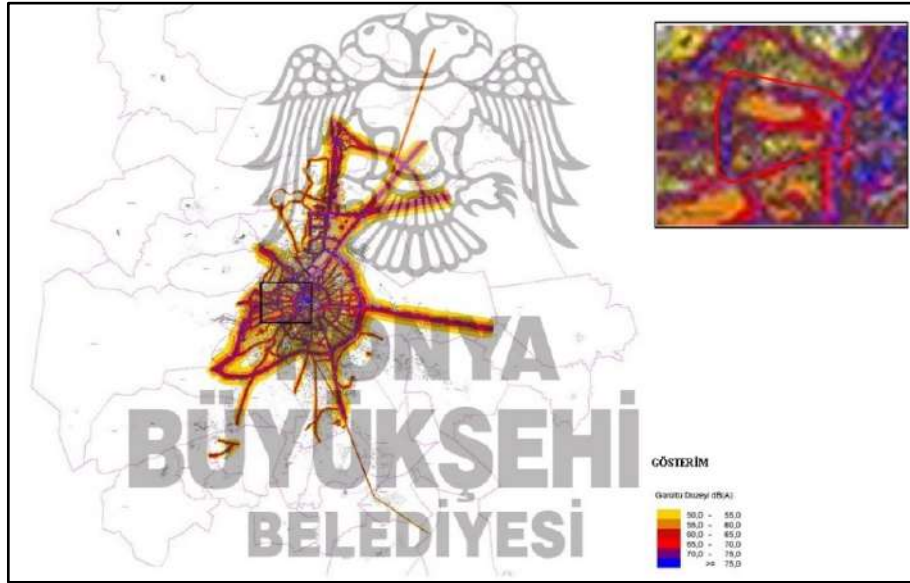 KONYA
BÜYÜKŞEHİ
BELEDİYESİ
GÖSTERİM
Gürültü Düzeyi dB(A)
50,0 - 55,0
55,0 - 60,0
60,0 - 65,0
65,0 - 70,0
70,0 - 75,0
>= 75,0